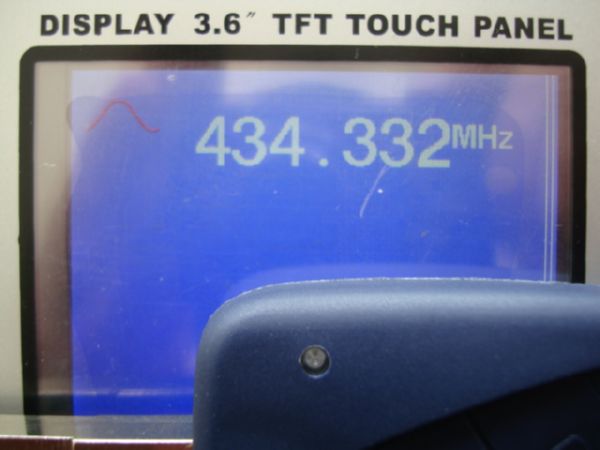 DISPLAY 3.6″ TFT TOUCH PANEL
434.332MHz